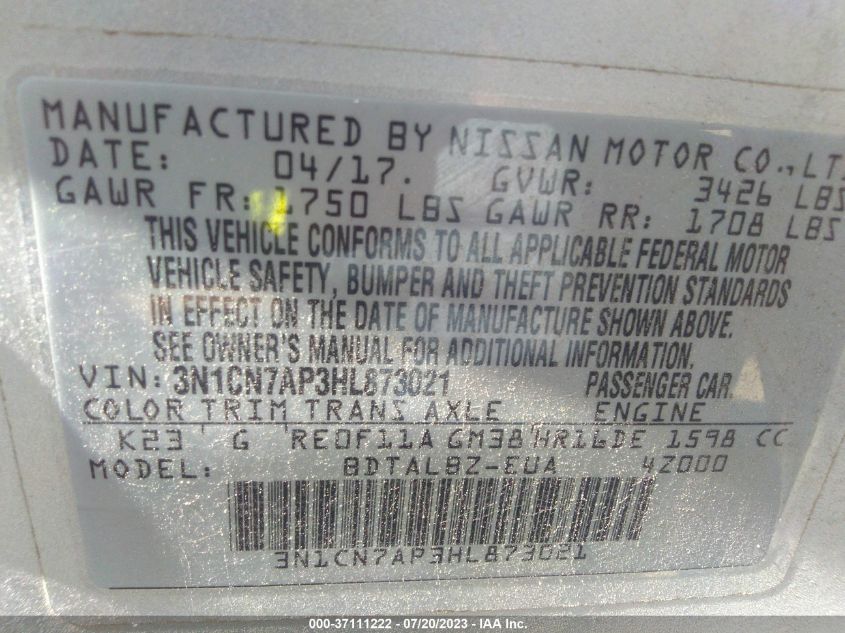 MANUFACTURED BY NISSAN MOTOR CO., LT
DATE: 04/17. GVWR: 3426 LBS
GAWR FR: 1750 LBS GAWR RR: 1708 LBS
THIS VEHICLE CONFORMS TO ALL APPLICABLE FEDERAL MOTOR
VEHICLE SAFETY, BUMPER AND THEFT PREVENTION STANDARDS
IN EFFECT ON THE DATE OF MANUFACTURE SHOWN ABOVE.
SEE OWNER'S MANUAL FOR ADDITIONAL INFORMATION.
VIN: 3N1CN7AP3HL873021 PASSENGER CAR.
COLOR TRIM TRANS AXLE ENGINE
K23 G RE0F11A GM38 HR16DE 1598 CC
MODEL: BDTALBZ-EUA 4Z000
3N1CN7AP3HL873021
000-37111222 / 07/20/2023 - IAA Inc.